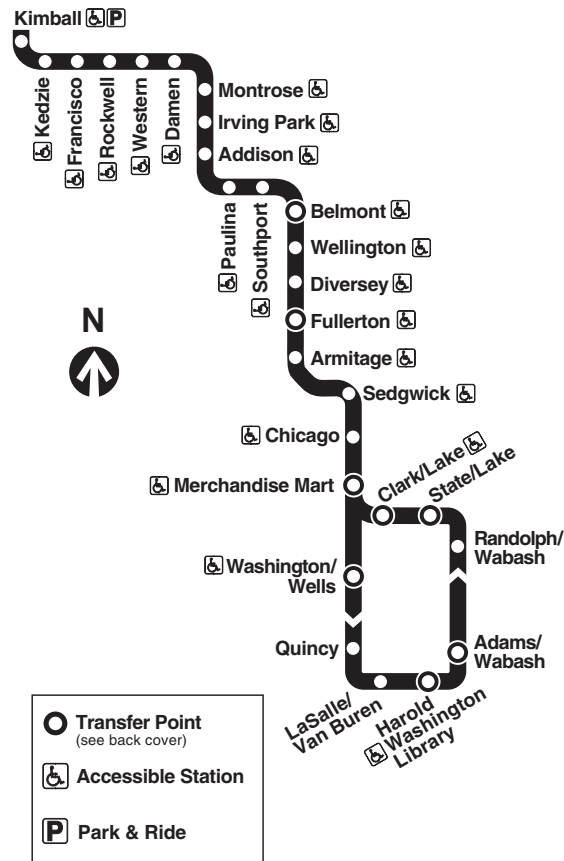 Kimball P
Kedzie
Francisco
Rockwell
Western
Damen
Montrose
Irving Park
Addison
Paulina
Southport
Belmont
Wellington
Diversey
Fullerton
Armitage
Sedgwick
N
Chicago
Merchandise Mart
Clark/Lake
State/Lake
Randolph/
Wabash
Washington/
Wells
Quincy
Adams/
Wabash
LaSalle/
Van Buren
Harold
Washington
Library
Transfer Point
(see back cover)
Accessible Station
P Park & Ride